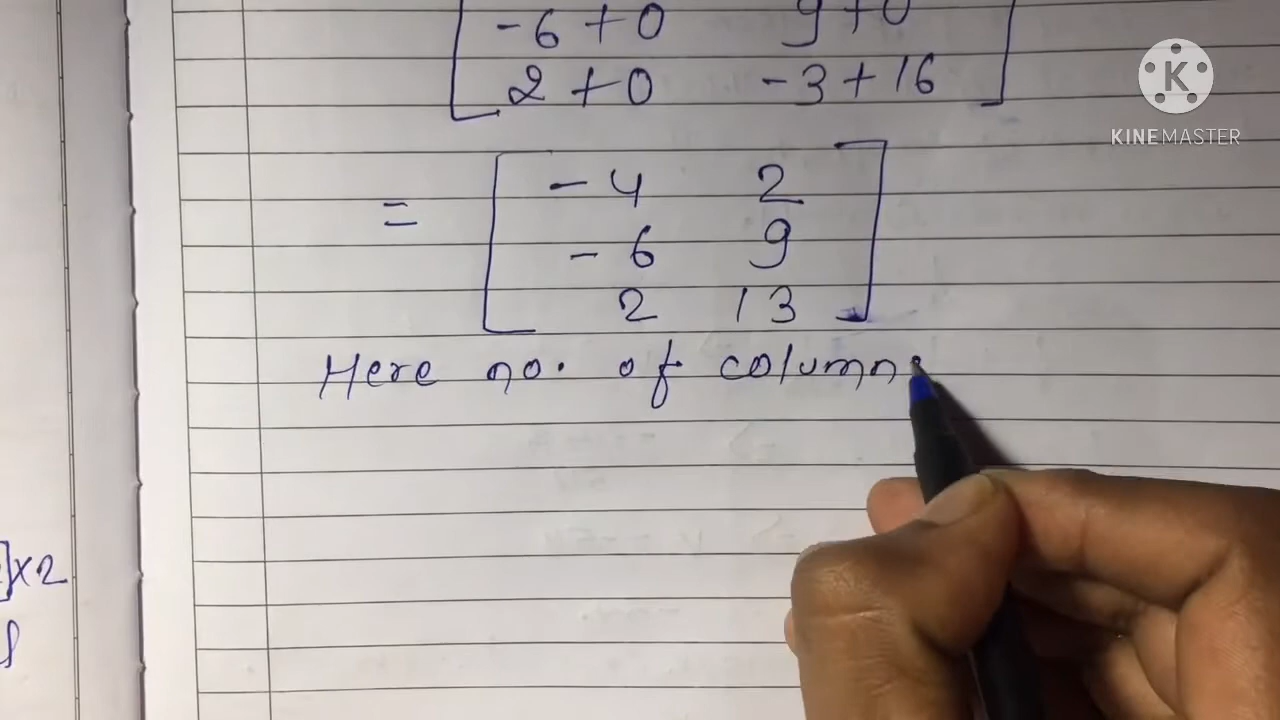 -6+0 9+0
2+0 -3+16
= -4 2
-6 9
2 13
Here no. of column
]x2
K
KINEMASTER